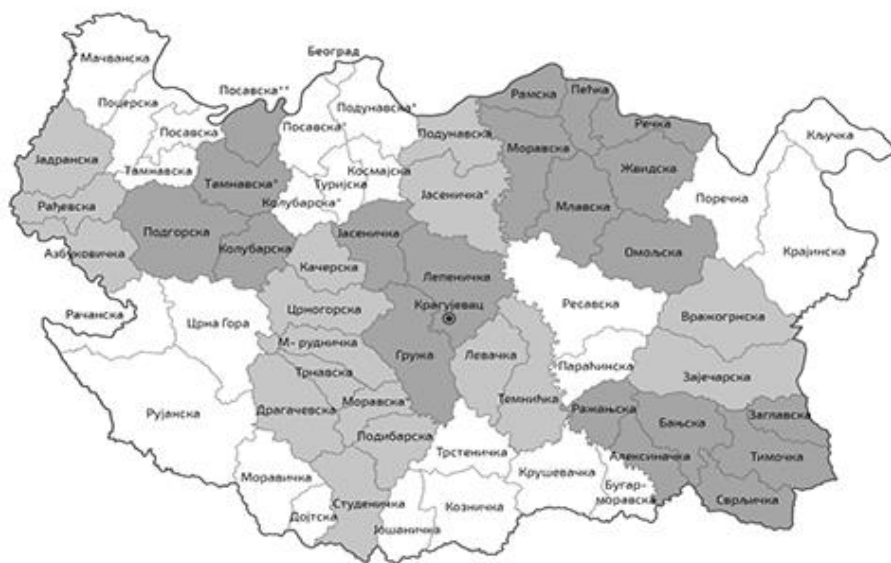 Београд
Мачванска
Посавска**
Рамска
Пећка
Поцерска
Подунавска*
Речка
Посавска
Посавска*
Подунавска
Моравска
Кључка
Јадранска
Тамнавска
Космајска
Жвидска
Тамнавска*
Туријска
Јасеничка*
Млавска
Поречка
Рађевска
Колубарска*
Подгорска
Колубарска
Јасеничка
Омољска
Азбуковичка
Качерска
Лепеничка
Крајинска
Рачанска
Црногорска
Крагујевац
Ресавска
Црна Гора
Вражогрнска
М- рудничка
Гружа
Левачка
Параћинска
Трнавска
Зајечарска
Рујанска
Драгачевска
Моравска*
Темнићка
Ражањска
Заглавска
Бањска
Подибарска
Трстеничка
Алексиначка
Тимочка
Моравичка
Крушевачка
Бугар-
моравска
Студеничка
Козничка
Сврљичка
Дојтска
Јошаничка